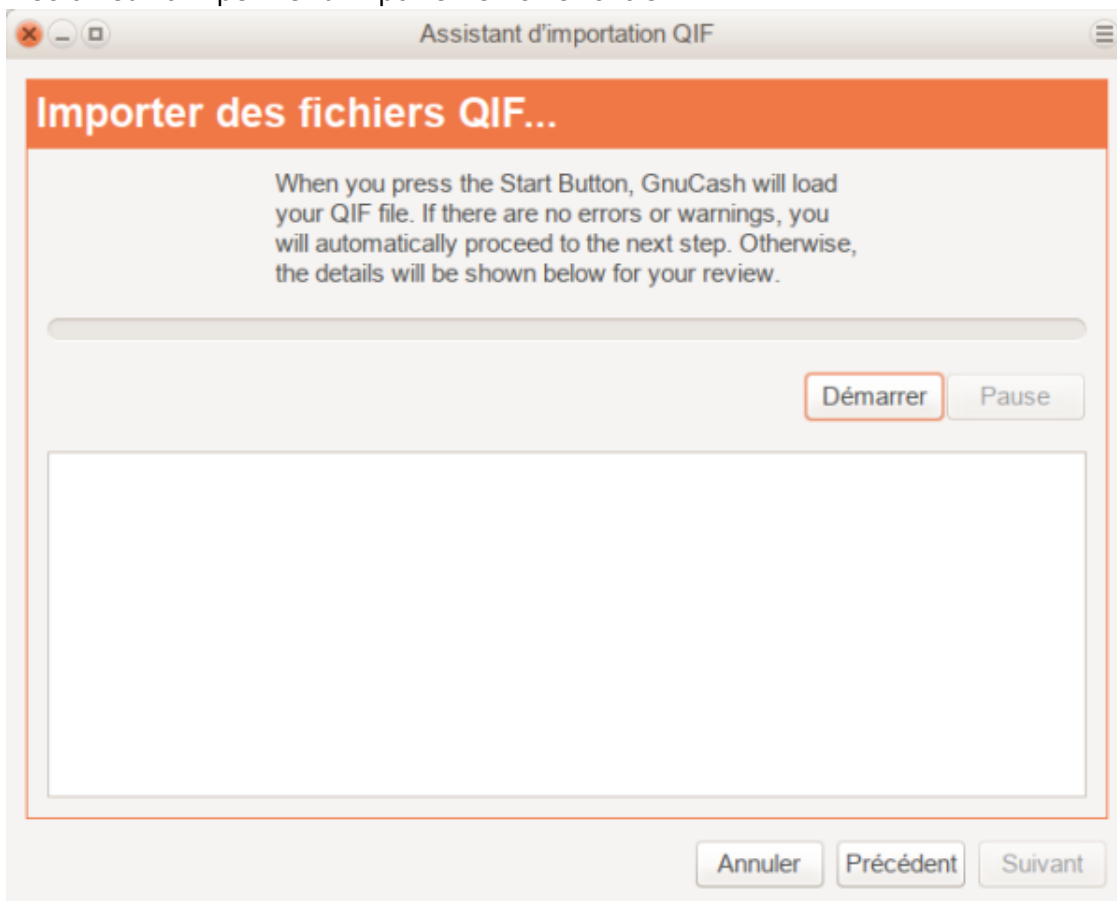 Assistant d'importation QIF
Importer des fichiers QIF...
When you press the Start Button, GnuCash will load
your QIF file. If there are no errors or warnings, you
will automatically proceed to the next step. Otherwise,
the details will be shown below for your review.
Démarrer Pause
Annuler Précédent Suivant